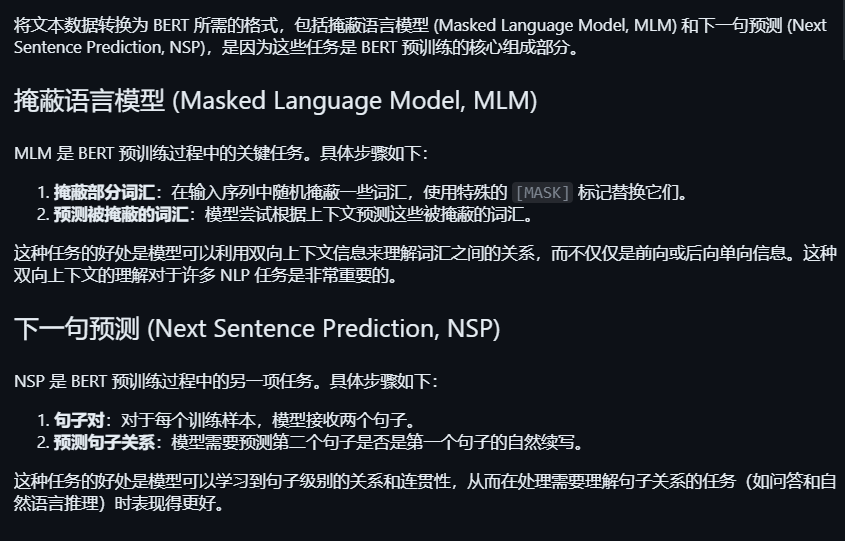 将文本数据转换为 BERT 所需的格式，包括掩蔽语言模型 (Masked Language Model, MLM) 和下一句预测 (Next
Sentence Prediction, NSP)，是因为这些任务是 BERT 预训练的核心组成部分。
掩蔽语言模型 (Masked Language Model, MLM)
MLM 是 BERT 预训练过程中的关键任务。具体步骤如下：
1. 掩蔽部分词汇：在输入序列中随机掩蔽一些词汇，使用特殊的 [MASK] 标记替换它们。
2. 预测被掩蔽的词汇：模型尝试根据上下文预测这些被掩蔽的词汇。
这种任务的好处是模型可以利用双向上下文信息来理解词汇之间的关系，而不仅仅是前向或后向单向信息。这种
双向上下文的理解对于许多 NLP 任务是非常重要的。
下一句预测 (Next Sentence Prediction, NSP)
NSP 是 BERT 预训练过程中的另一项任务。具体步骤如下：
1. 句子对：对于每个训练样本，模型接收两个句子。
2. 预测句子关系：模型需要预测第二个句子是否是第一个句子的自然续写。
这种任务的好处是模型可以学习到句子级别的关系和连贯性，从而在处理需要理解句子关系的任务（如问答和自
然语言推理）时表现得更好。